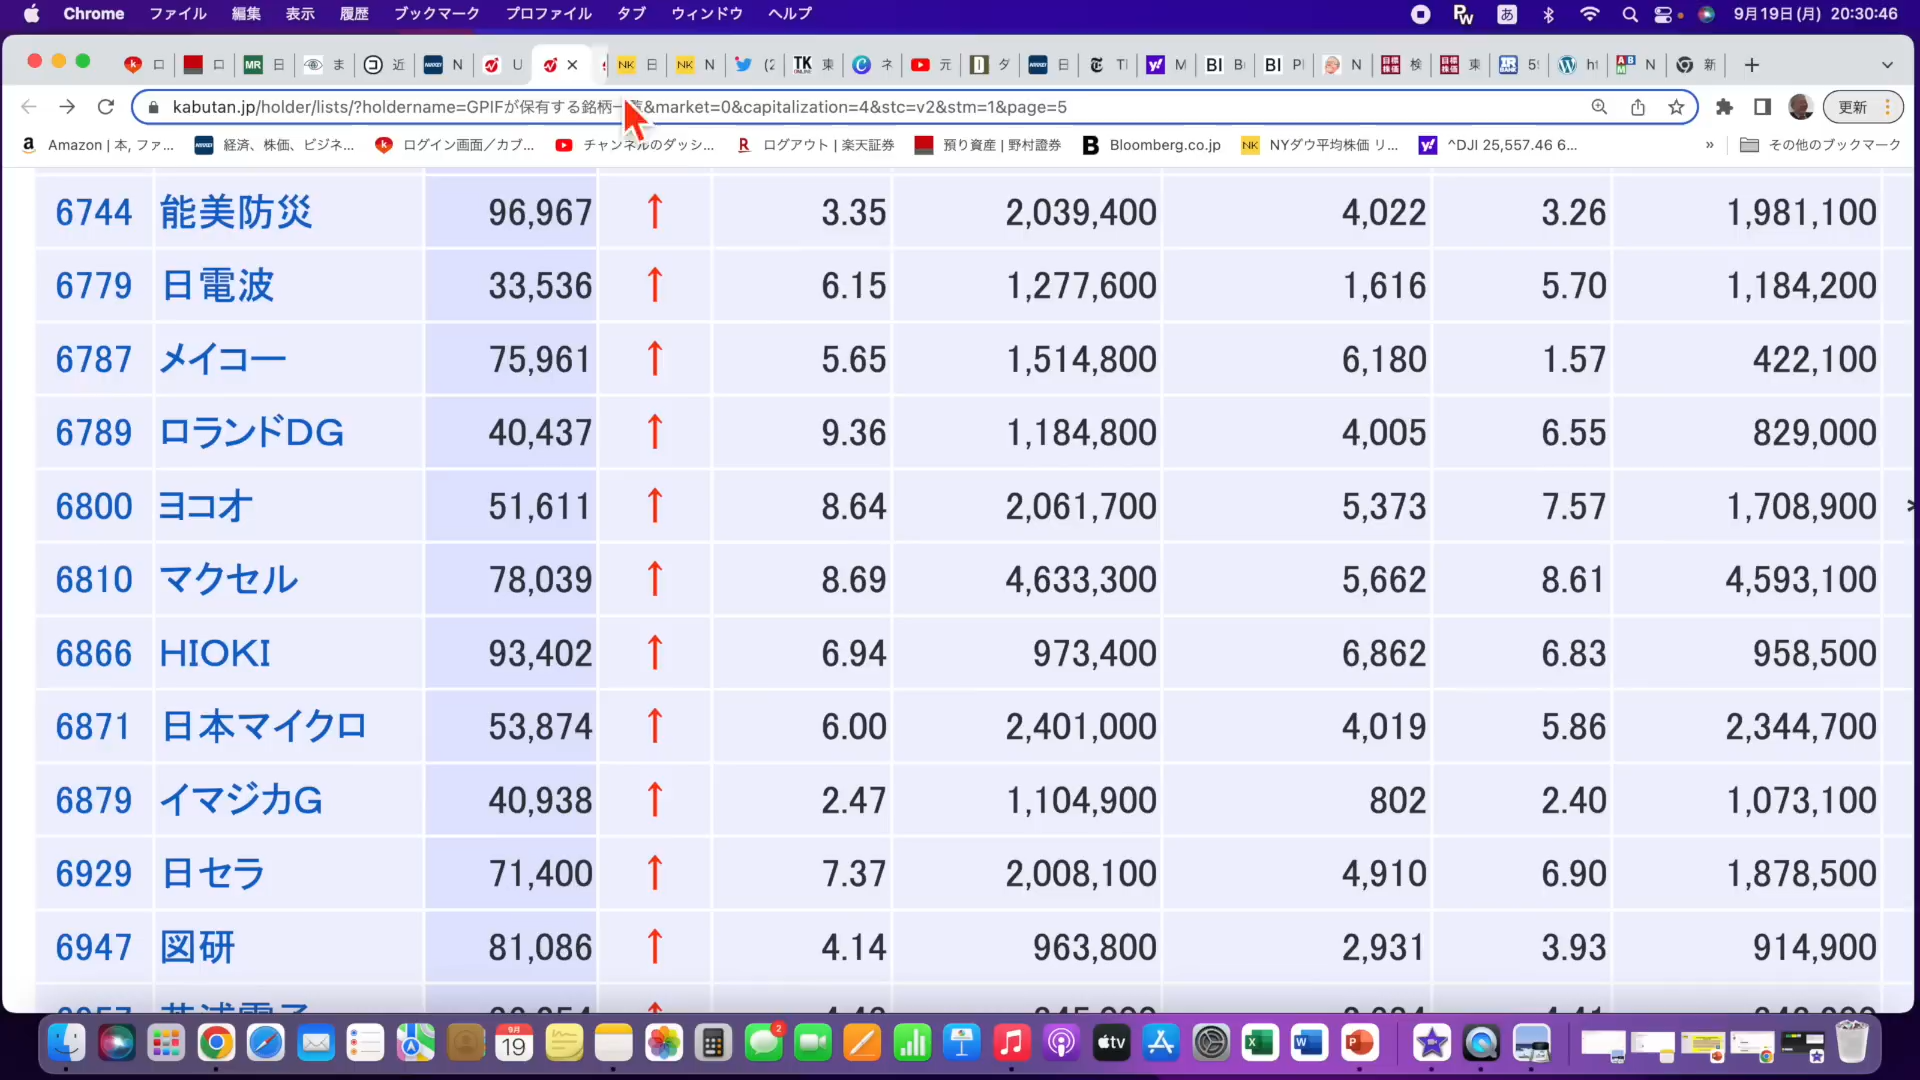 Chrome ファイル 編集 表示 履歴 ブックマーク プロファイル タブ ウィンドウ ヘルプ 9月19日(月) 20:30:46
kabutan.jp/holder/lists/?holdername=GPIFが保有する銘柄一覧&market=0&capitalization=4&stc=v2&stm=1&page=5 更新
Amazon | 本, ファ... 経済、株価、ビジネ... ログイン画面／カブ... チャンネルのダッシ... ログアウト | 楽天証券 預り資産 | 野村證券 Bloomberg.co.jp NYダウ平均株価 リ... ^DJI 25,557.46 6... » その他のブックマーク
6744 能美防災 96,967 ↑ 3.35 2,039,400 4,022 3.26 1,981,100
6779 日電波 33,536 ↑ 6.15 1,277,600 1,616 5.70 1,184,200
6787 メイコー 75,961 ↑ 5.65 1,514,800 6,180 1.57 422,100
6789 ローランドDG 40,437 ↑ 9.36 1,184,800 4,005 6.55 829,000
6800 ヨコオ 51,611 ↑ 8.64 2,061,700 5,373 7.57 1,708,900
6810 マクセル 78,039 ↑ 8.69 4,633,300 5,662 8.61 4,593,100
6866 HIOKI 93,402 ↑ 6.94 973,400 6,862 6.83 958,500
6871 日本マイクロ 53,874 ↑ 6.00 2,401,000 4,019 5.86 2,344,700
6879 イマジカG 40,938 ↑ 2.47 1,104,900 802 2.40 1,073,100
6929 日セラ 71,400 ↑ 7.37 2,008,100 4,910 6.90 1,878,500
6947 図研 81,086 ↑ 4.14 963,800 2,931 3.93 914,900